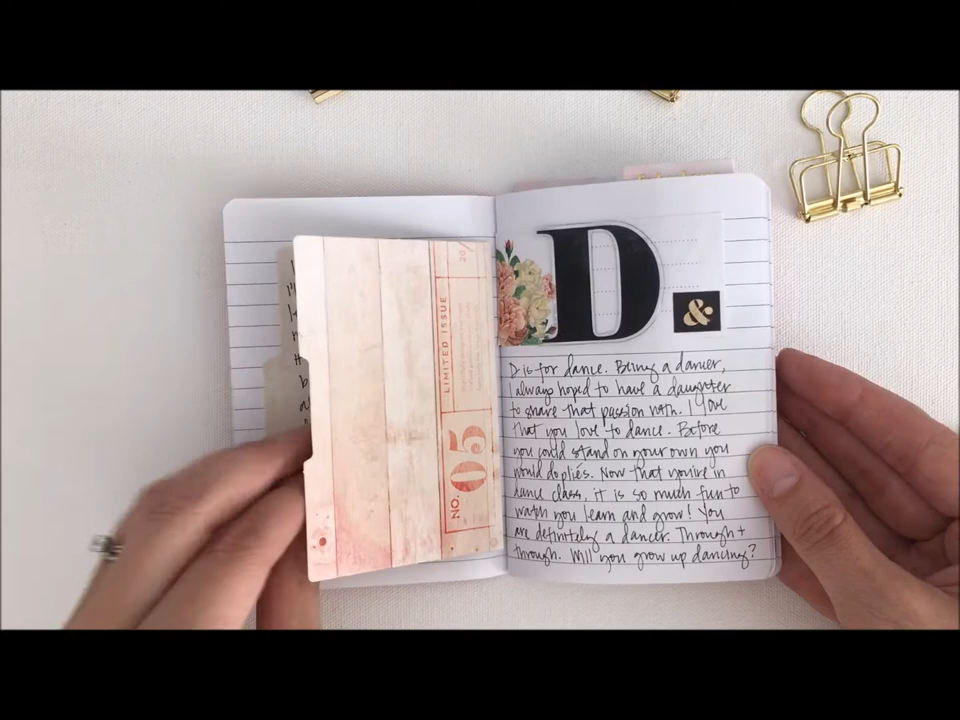 LIMITED ISSUE
NO. 05
D.
&
D is for dance. Being a dancer,
I always hoped to have a daughter
to share that passion with. I love
that you love to dance. Before
you could stand on your own you
would do pliés. Now that you're in
dance class, it is so much fun to
watch you learn and grow! You
are definitely a dancer. Through +
through. Will you grow up dancing?